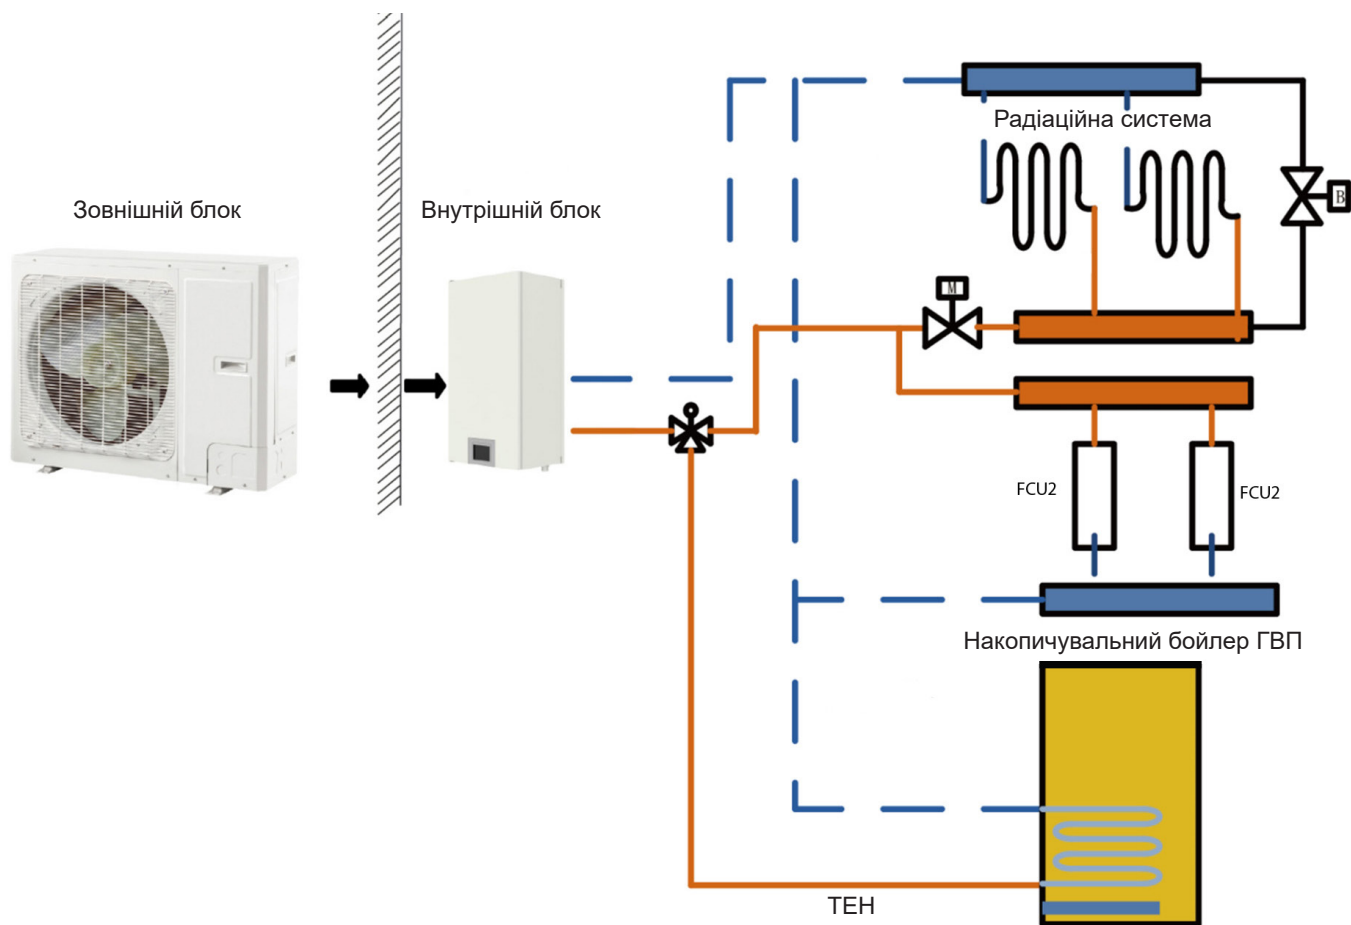 Радіаційна система
Зовнішній блок
Внутрішній блок
B
M
FCU2
FCU2
Накопичувальний бойлер ГВП
ТЕН